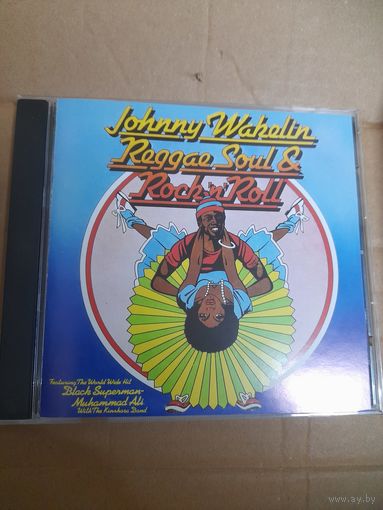 Johnny Wakelin
Reggae Soul &
Rock 'n' Roll
Featuring The World Wide Hit
Black Superman-
Muhammad Ali
With The Kinshasa Band
www.ay.by